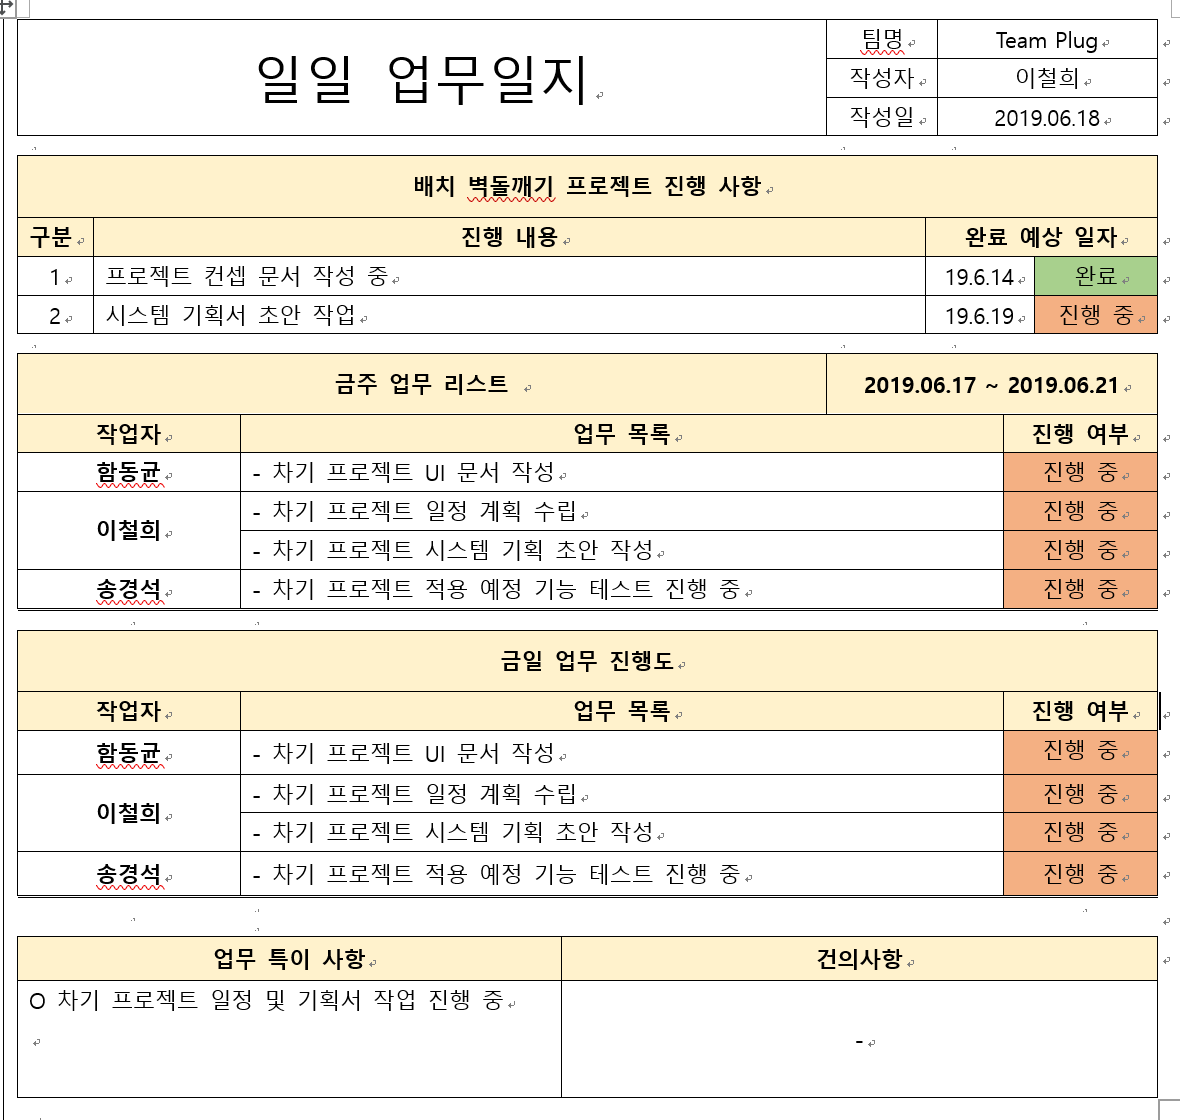 일일 업무일지
팀명 Team Plug
작성자 이철희
작성일 2019.06.18
배치 벽돌깨기 프로젝트 진행 사항
구분 진행 내용 완료 예상 일자
1 프로젝트 컨셉 문서 작성 중 19.6.14 완료
2 시스템 기획서 초안 작업 19.6.19 진행 중
금주 업무 리스트 2019.06.17 ~ 2019.06.21
작업자 업무 목록 진행 여부
함동균 - 차기 프로젝트 UI 문서 작성 진행 중
이철희 - 차기 프로젝트 일정 계획 수립 진행 중
- 차기 프로젝트 시스템 기획 초안 작성 진행 중
송경석 - 차기 프로젝트 적용 예정 기능 테스트 진행 중 진행 중
금일 업무 진행도
작업자 업무 목록 진행 여부
함동균 - 차기 프로젝트 UI 문서 작성 진행 중
이철희 - 차기 프로젝트 일정 계획 수립 진행 중
- 차기 프로젝트 시스템 기획 초안 작성 진행 중
송경석 - 차기 프로젝트 적용 예정 기능 테스트 진행 중 진행 중
업무 특이 사항 건의사항
O 차기 프로젝트 일정 및 기획서 작업 진행 중
-